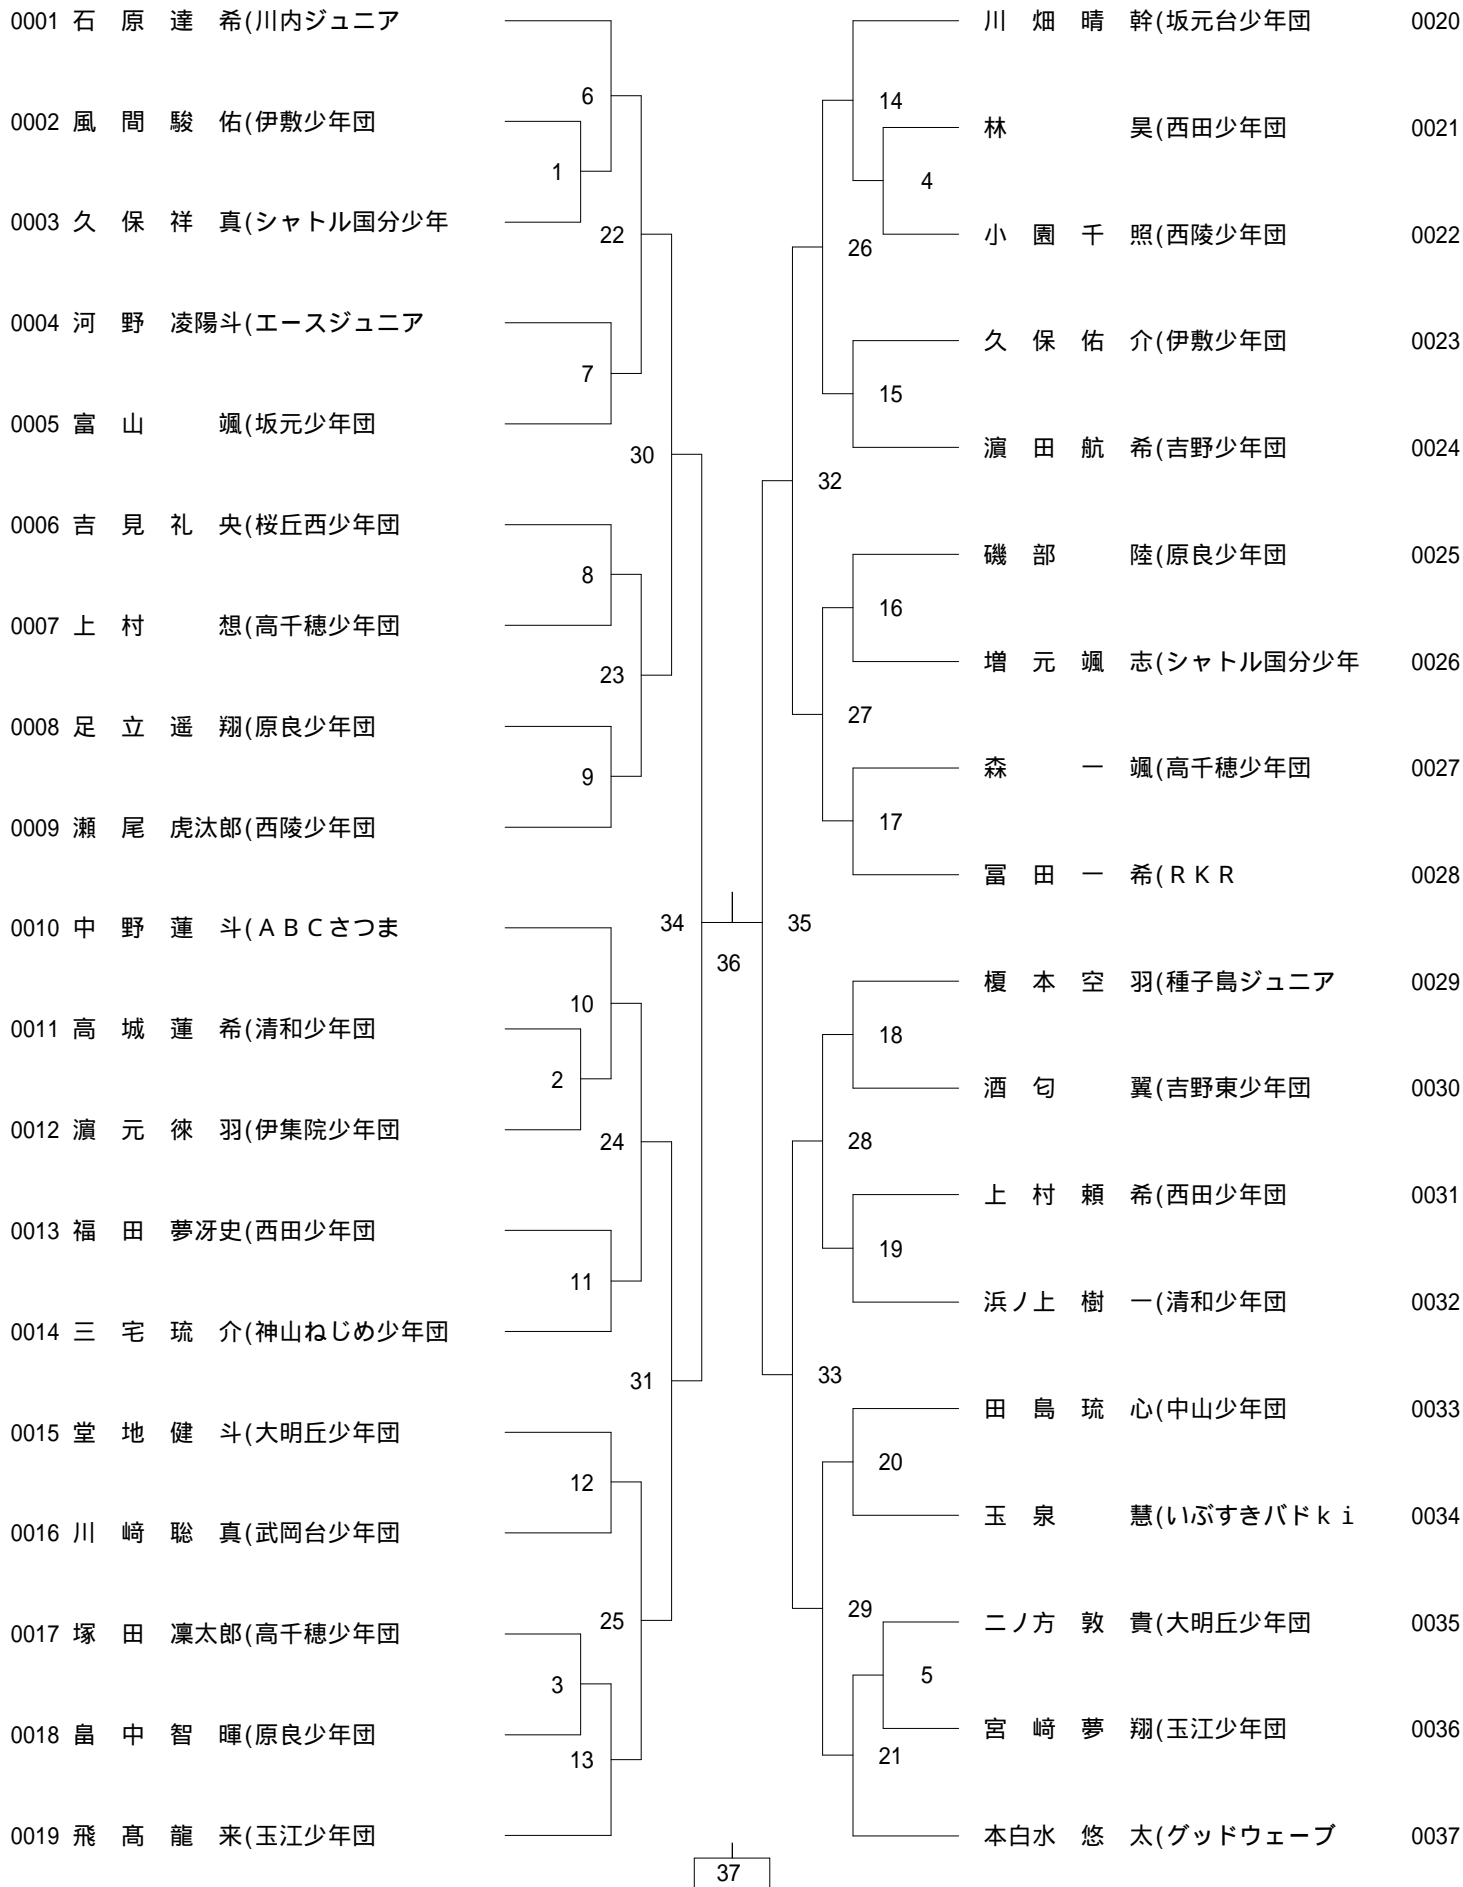 0001 石　原　達　希(川内ジュニア
0002 風　間　駿　佑(伊敷少年団
0003 久　保　祥　真(シャトル国分少年
0004 河　野　凌陽斗(エースジュニア
0005 富　山　　　颯(坂元少年団
0006 吉　見　礼　央(桜丘西少年団
0007 上　村　　　想(高千穂少年団
0008 足　立　遥　翔(原良少年団
0009 瀬　尾　虎汰郎(西陵少年団
0010 中　野　蓮　斗(ＡＢＣさつま
0011 高　城　蓮　希(清和少年団
0012 濵　元　徠　羽(伊集院少年団
0013 福　田　夢冴史(西田少年団
0014 三　宅　琉　介(神山ねじめ少年団
0015 堂　地　健　斗(大明丘少年団
0016 川　﨑　聡　真(武岡台少年団
0017 塚　田　凜太郎(高千穂少年団
0018 畠　中　智　暉(原良少年団
0019 飛　髙　龍　来(玉江少年団
6
1
22
7
30
8
23
9
34
10
2
24
11
31
12
25
3
13
36
37
14
4
26
15
32
16
27
17
35
18
28
19
33
20
29
5
21
川　畑　晴　幹(坂元台少年団 0020
林　　　　　昊(西田少年団 0021
小　園　千　照(西陵少年団 0022
久　保　佑　介(伊敷少年団 0023
濵　田　航　希(吉野少年団 0024
磯　部　　　陸(原良少年団 0025
増　元　颯　志(シャトル国分少年 0026
森　　　一　颯(高千穂少年団 0027
冨　田　一　希(ＲＫＲ 0028
榎　本　空　羽(種子島ジュニア 0029
酒　匂　　　翼(吉野東少年団 0030
上　村　頼　希(西田少年団 0031
浜ノ上　樹　一(清和少年団 0032
田　島　琉　心(中山少年団 0033
玉　泉　　　慧(いぶすきバドｋｉ 0034
二ノ方　敦　貴(大明丘少年団 0035
宮　﨑　夢　翔(玉江少年団 0036
本白水　悠　太(グッドウェーブ 0037